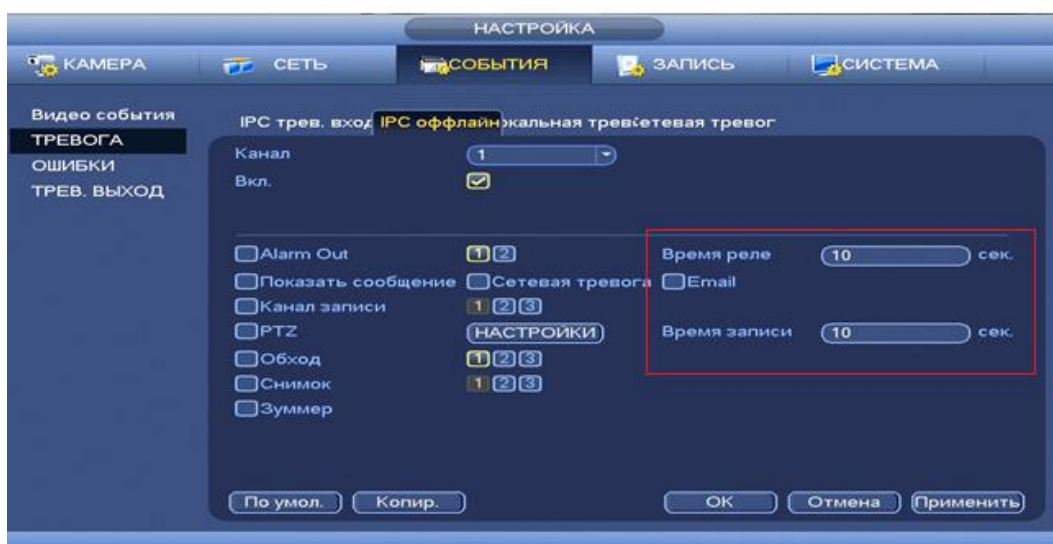 НАСТРОЙКА
КАМЕРА СЕТЬ СОБЫТИЯ ЗАПИСЬ СИСТЕМА
Видео события
ТРЕВОГА
ОШИБКИ
ТРЕВ. ВЫХОД
IPC трев. вход IPC оффлайн окальная трев сетевая тревог
Канал 1
Вкл.
Alarm Out 1 2 Время реле 10 сек.
Показать сообщение Сетевая тревога Email
Канал записи 1 2 3
PTZ НАСТРОЙКИ Время записи 10 сек.
Обход 1 2 3
Снимок 1 2 3
Зуммер
По умол. Копир. OK Отмена Применить